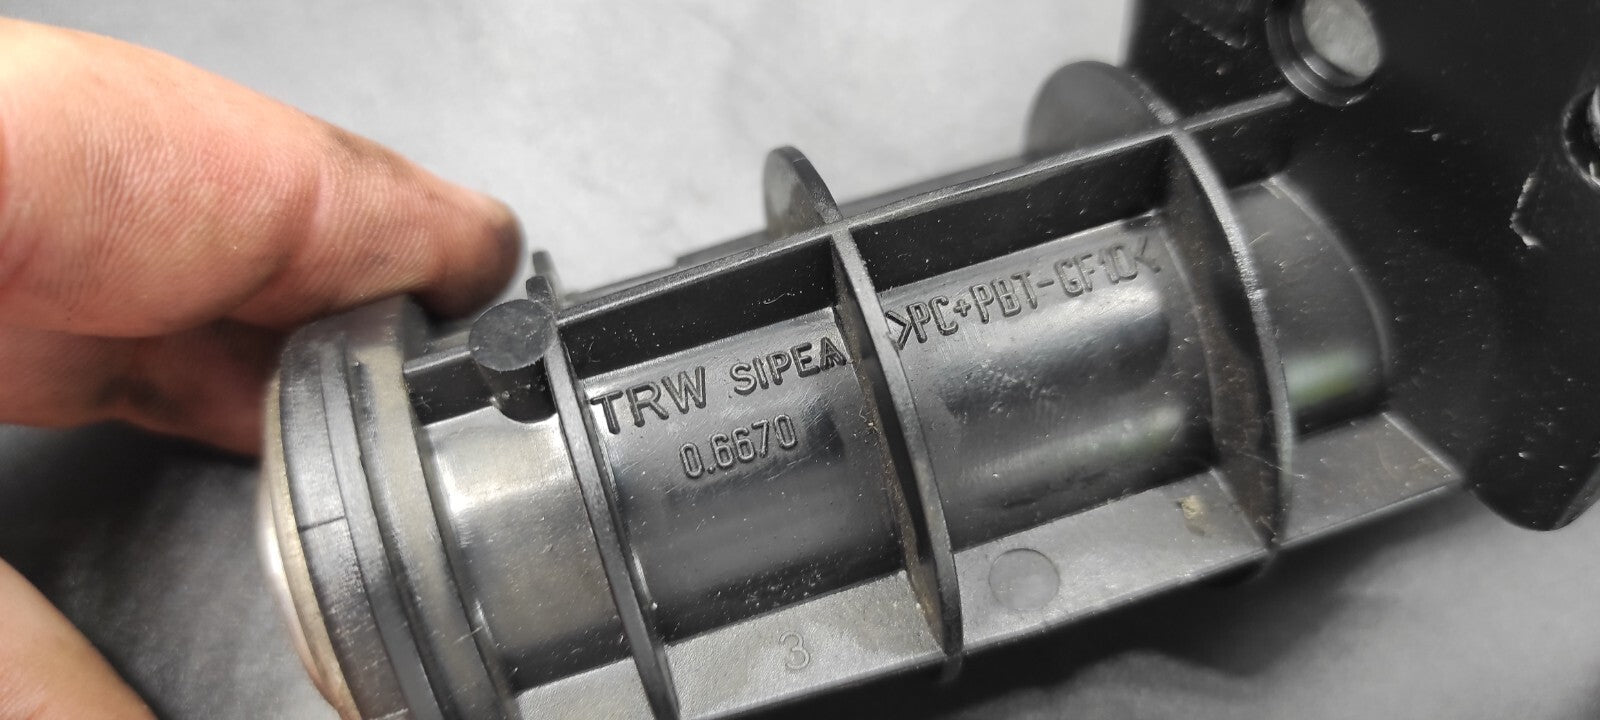 TRW SIPEA
0.6670
>PC+PBT-GF10<
3